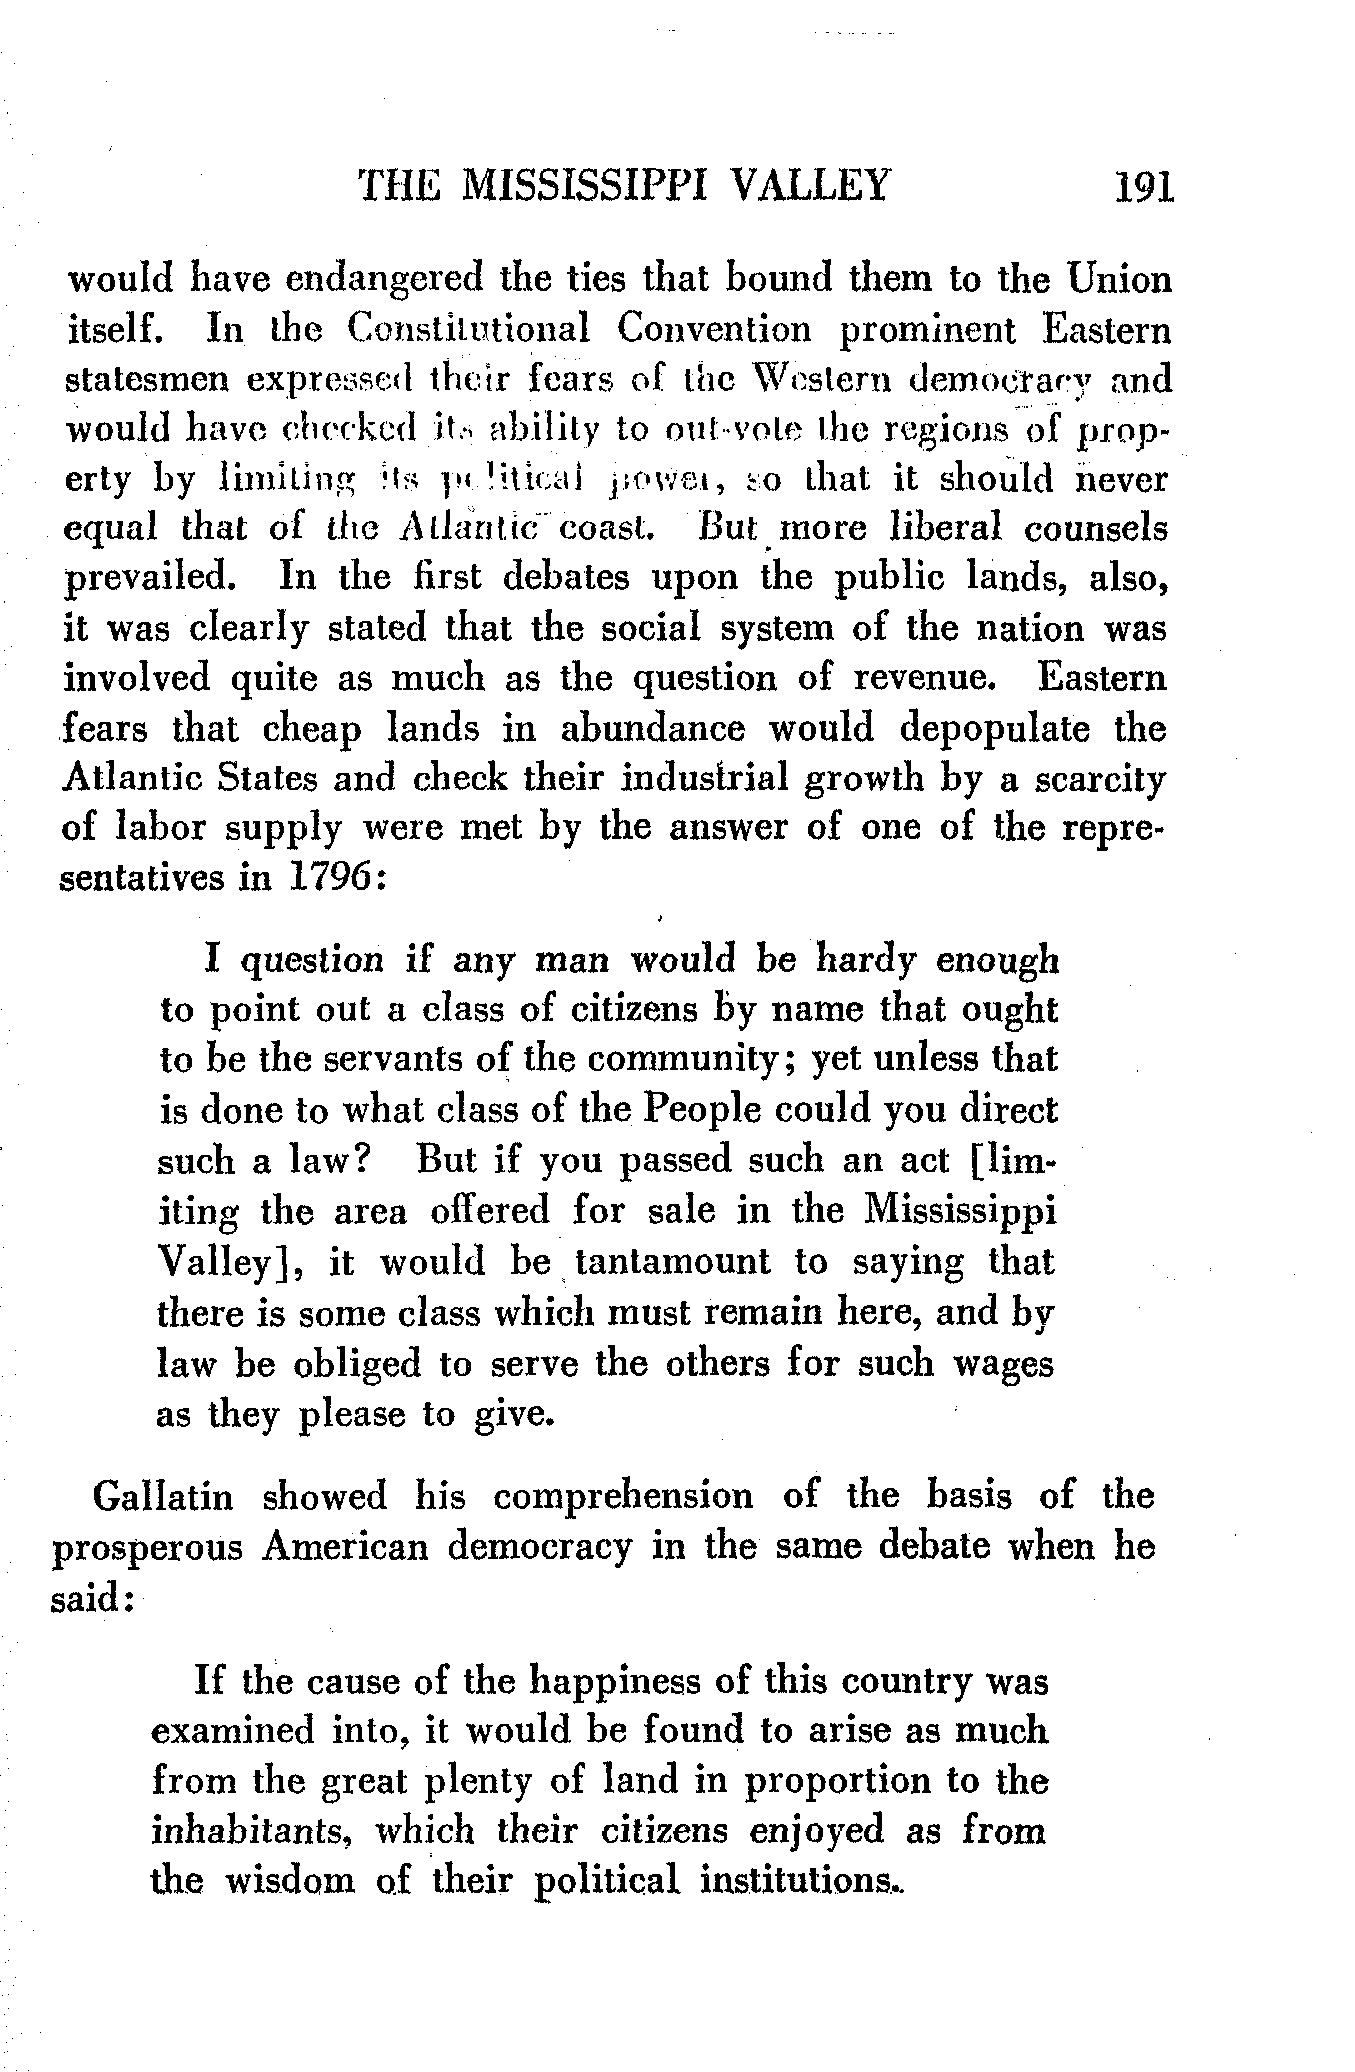 THE MISSISSIPPI VALLEY 191
would have endangered the ties that bound them to the Union
itself. In the Constitutional Convention prominent Eastern
statesmen expressed their fears of the Western democracy and
would have checked its ability to out-vote the regions of prop-
erty by limiting its political power, so that it should never
equal that of the Atlantic coast. But more liberal counsels
prevailed. In the first debates upon the public lands, also,
it was clearly stated that the social system of the nation was
involved quite as much as the question of revenue. Eastern
fears that cheap lands in abundance would depopulate the
Atlantic States and check their industrial growth by a scarcity
of labor supply were met by the answer of one of the repre-
sentatives in 1796:
I question if any man would be hardy enough
to point out a class of citizens by name that ought
to be the servants of the community; yet unless that
is done to what class of the People could you direct
such a law? But if you passed such an act [lim-
iting the area offered for sale in the Mississippi
Valley], it would be tantamount to saying that
there is some class which must remain here, and by
law be obliged to serve the others for such wages
as they please to give.
Gallatin showed his comprehension of the basis of the
prosperous American democracy in the same debate when he
said:
If the cause of the happiness of this country was
examined into, it would be found to arise as much
from the great plenty of land in proportion to the
inhabitants, which their citizens enjoyed as from
the wisdom of their political institutions.